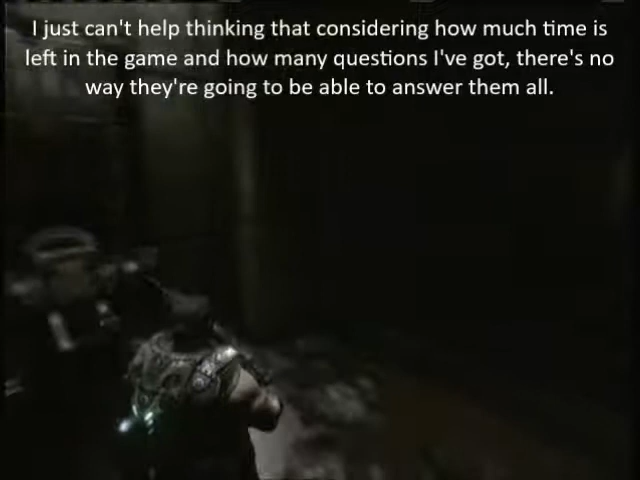 I just can't help thinking that considering how much time is
left in the game and how many questions I've got, there's no
way they're going to be able to answer them all.